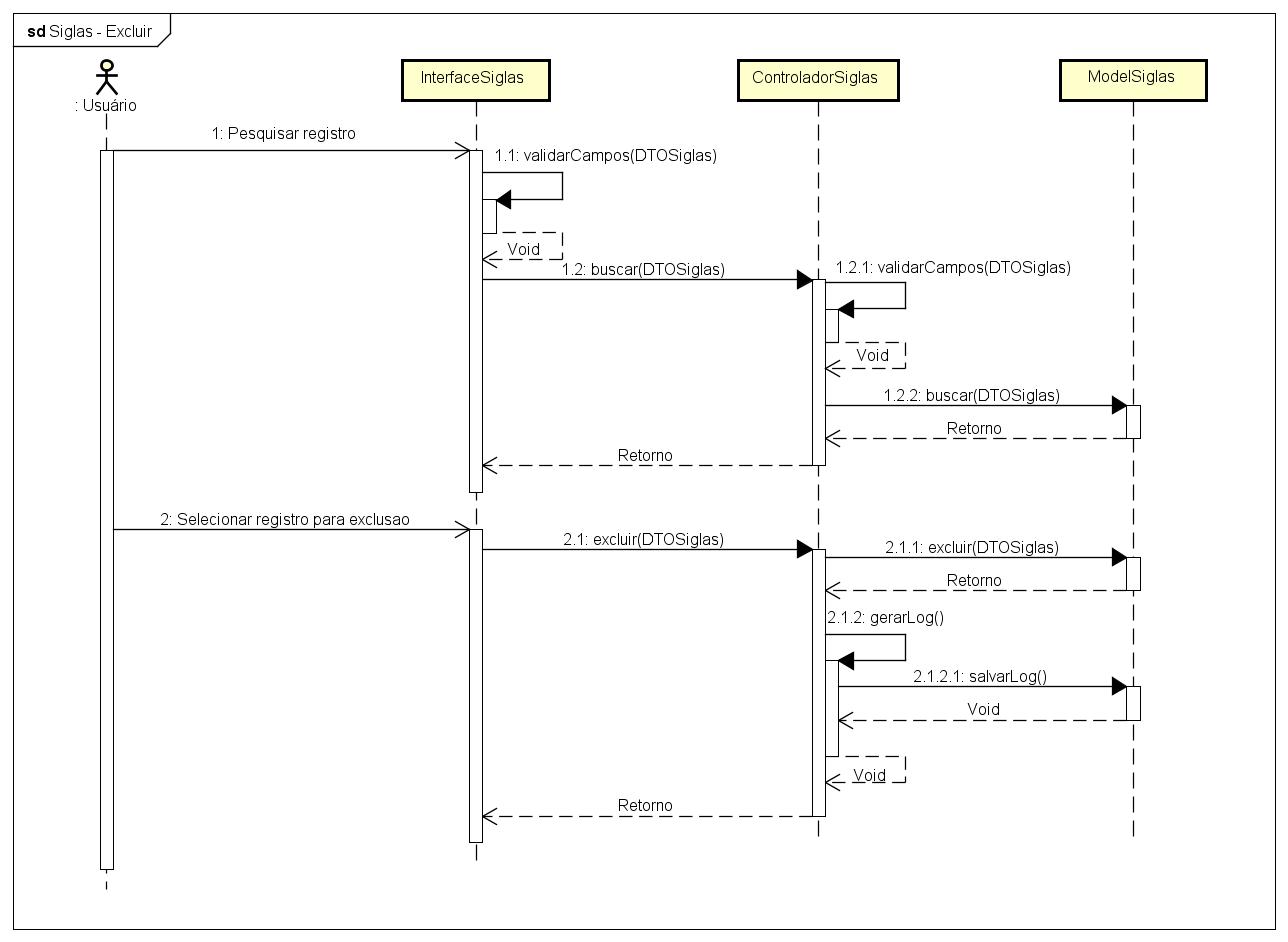 sd Siglas - Excluir
: Usuário
InterfaceSiglas
ControladorSiglas
ModelSiglas
1: Pesquisar registro
1.1: validarCampos(DTOSiglas)
Void
1.2: buscar(DTOSiglas)
1.2.1: validarCampos(DTOSiglas)
Void
1.2.2: buscar(DTOSiglas)
Retorno
Retorno
2: Selecionar registro para exclusao
2.1: excluir(DTOSiglas)
2.1.1: excluir(DTOSiglas)
Retorno
2.1.2: gerarLog()
2.1.2.1: salvarLog()
Void
Void
Retorno